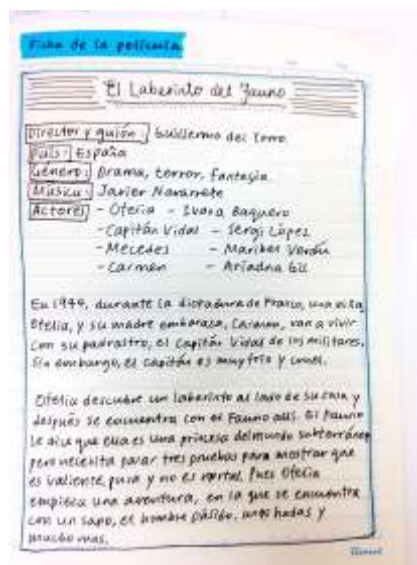 Ficha de la película
El Laberinto del Fauno
Director y guión: Guillermo del Toro
País: España
Género: Drama, terror, fantasía
Música: Javier Navarrete
Actores - Ofelia - Ivana Baquero
- Capitán Vidal - Sergi López
- Mecedes - Maribel Verdú
- Carmen - Ariadna Gil
En 1944, durante la dictadura de Franco, una niña,
Ofelia, y su madre embaraza, Carmen, van a vivir
con su padrastro, el Capitán Vidal de los militares.
Sin embargo, el capitán es muy frío y cruel.
Ofelia descubre un laberinto al lado de su casa y
después se encuentra con el Fauno allí. El Fauno
le dice que ella es una princesa del mundo subterráneo
pero necesita pasar tres pruebas para mostrar que
es valiente, pura y no es mortal. Pues Ofelia
empieza una aventura, en la que se encuentra
con un sapo, el hombre pálido, unos hadas y
mucho más.